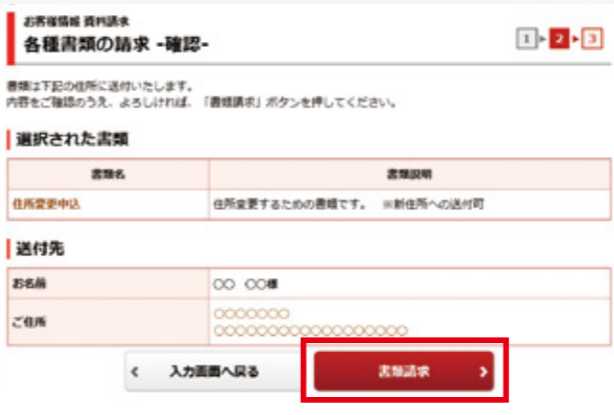 お客様情報 資料請求
各種書類の請求 -確認-
1 2 3
書類は下記の住所に送付いたします。
内容をご確認のうえ、よろしければ、「書類請求」ボタンを押してください。
選択された書類
書類名 書類説明
住所変更申込 住所変更するための書類です。 ※新住所への送付可
送付先
お名前 〇〇 〇〇様
ご住所 〇〇〇〇〇〇〇
〇〇〇〇〇〇〇〇〇〇〇〇〇〇〇〇〇〇
入力画面へ戻る 書類請求